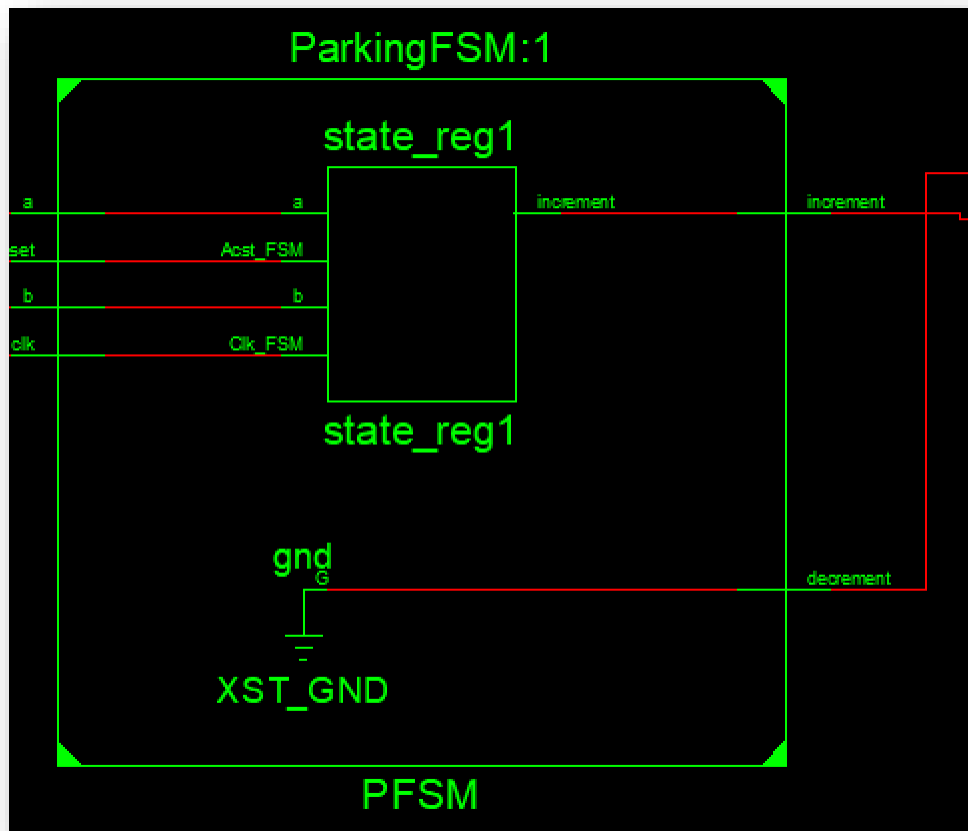 ParkingFSM:1
state_reg1
a a increment increment
set Acst_FSM
b b
clk Clk_FSM
state_reg1
gnd
G decrement
XST_GND
PFSM